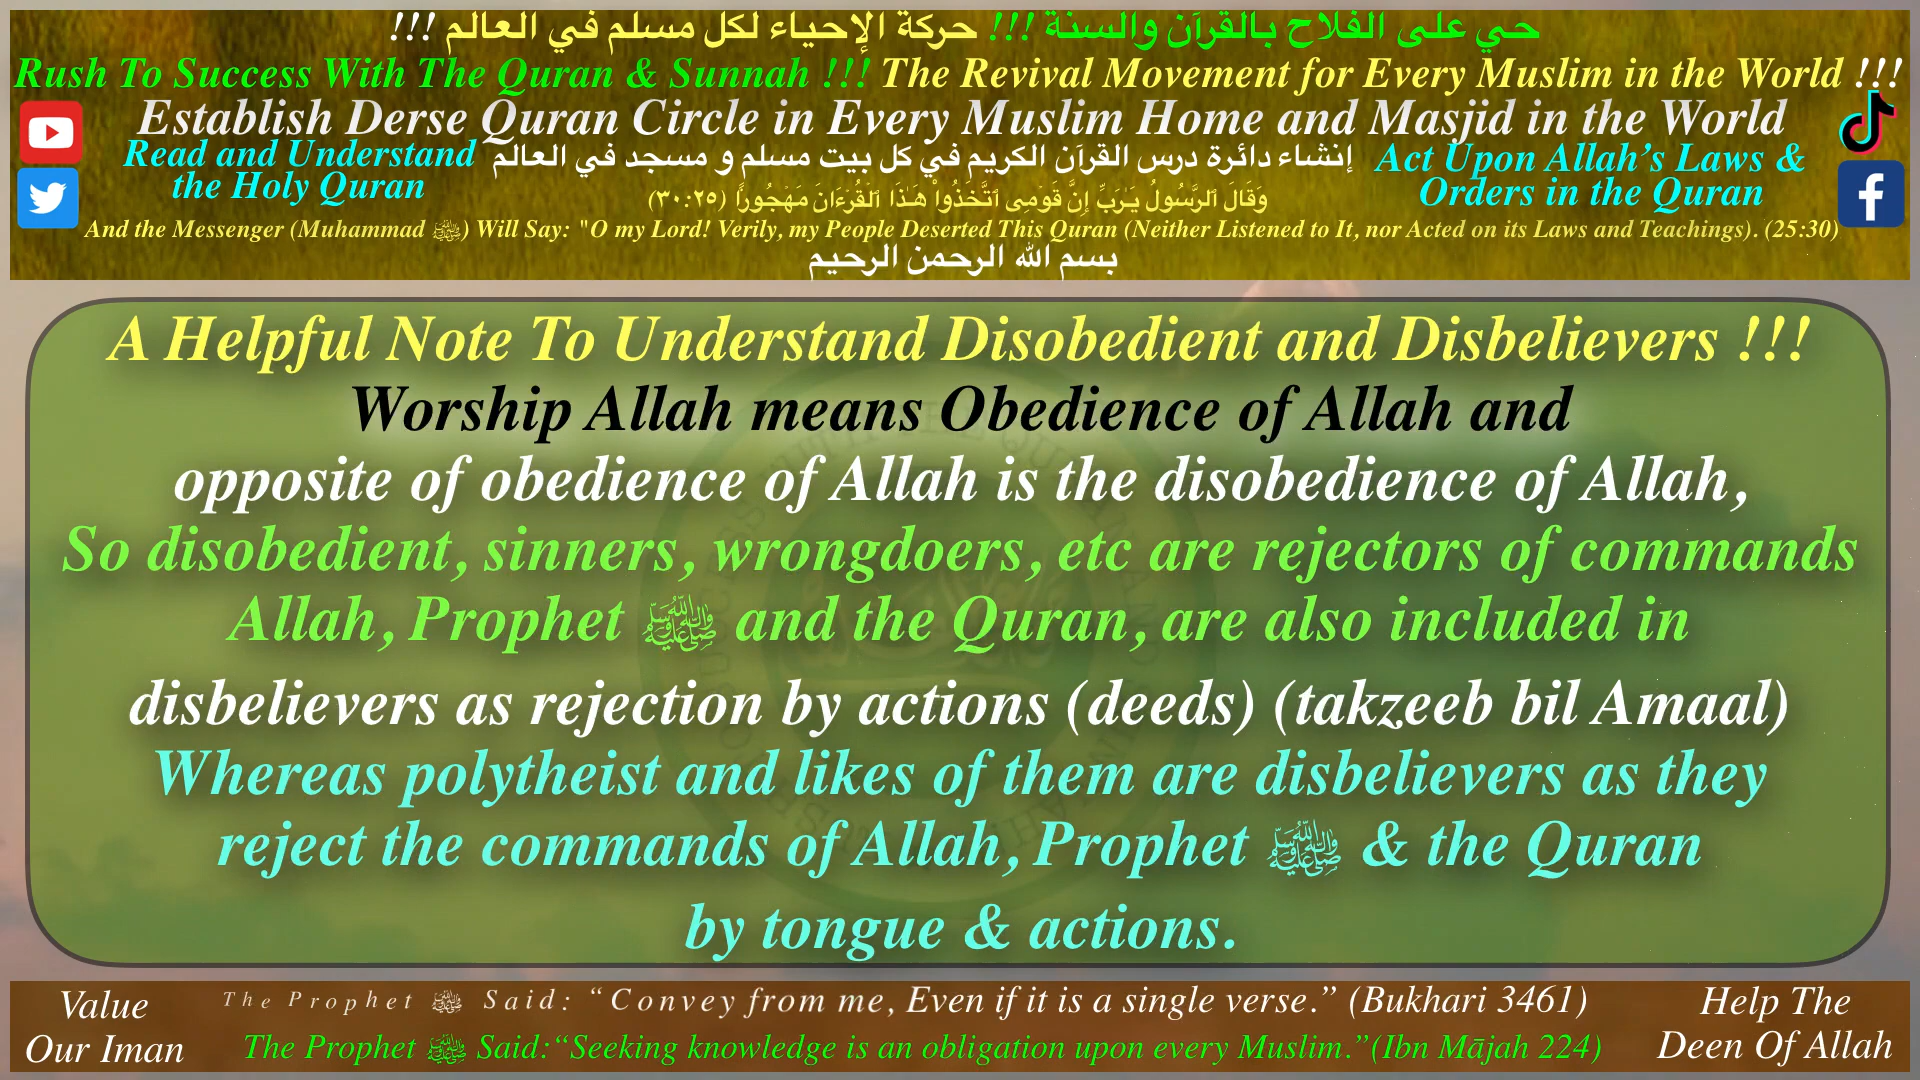 حي على الفلاح بالقرآن والسنة !!! حركة الإحياء لكل مسلم في العالم !!!
Rush To Success With The Quran & Sunnah !!! The Revival Movement for Every Muslim in the World !!!
Establish Derse Quran Circle in Every Muslim Home and Masjid in the World
Read and Understand
the Holy Quran
إنشاء دائرة درس القرآن الكريم في كل بيت مسلم و مسجد في العالم
Act Upon Allah’s Laws &
Orders in the Quran
وَقَالَ ٱلرَّسُولُ يَـٰرَبِّ إِنَّ قَوْمِى ٱتَّخَذُوا۟ هَـٰذَا ٱلْقُرْءَانَ مَهْجُورًا (٣٠:٢٥)
And the Messenger (Muhammad ﷺ) Will Say: "O my Lord! Verily, my People Deserted This Quran (Neither Listened to It, nor Acted on its Laws and Teachings). (25:30)
بسم الله الرحمن الرحيم
A Helpful Note To Understand Disobedient and Disbelievers !!!
Worship Allah means Obedience of Allah and
opposite of obedience of Allah is the disobedience of Allah,
So disobedient, sinners, wrongdoers, etc are rejectors of commands
Allah, Prophet ﷺ and the Quran, are also included in
disbelievers as rejection by actions (deeds) (takzeeb bil Amaal)
Whereas polytheist and likes of them are disbelievers as they
reject the commands of Allah, Prophet ﷺ & the Quran
by tongue & actions.
Value
Our Iman
The Prophet ﷺ Said: “Convey from me, Even if it is a single verse.” (Bukhari 3461)
The Prophet ﷺ Said:“Seeking knowledge is an obligation upon every Muslim.”(Ibn Mājah 224)
Help The
Deen Of Allah